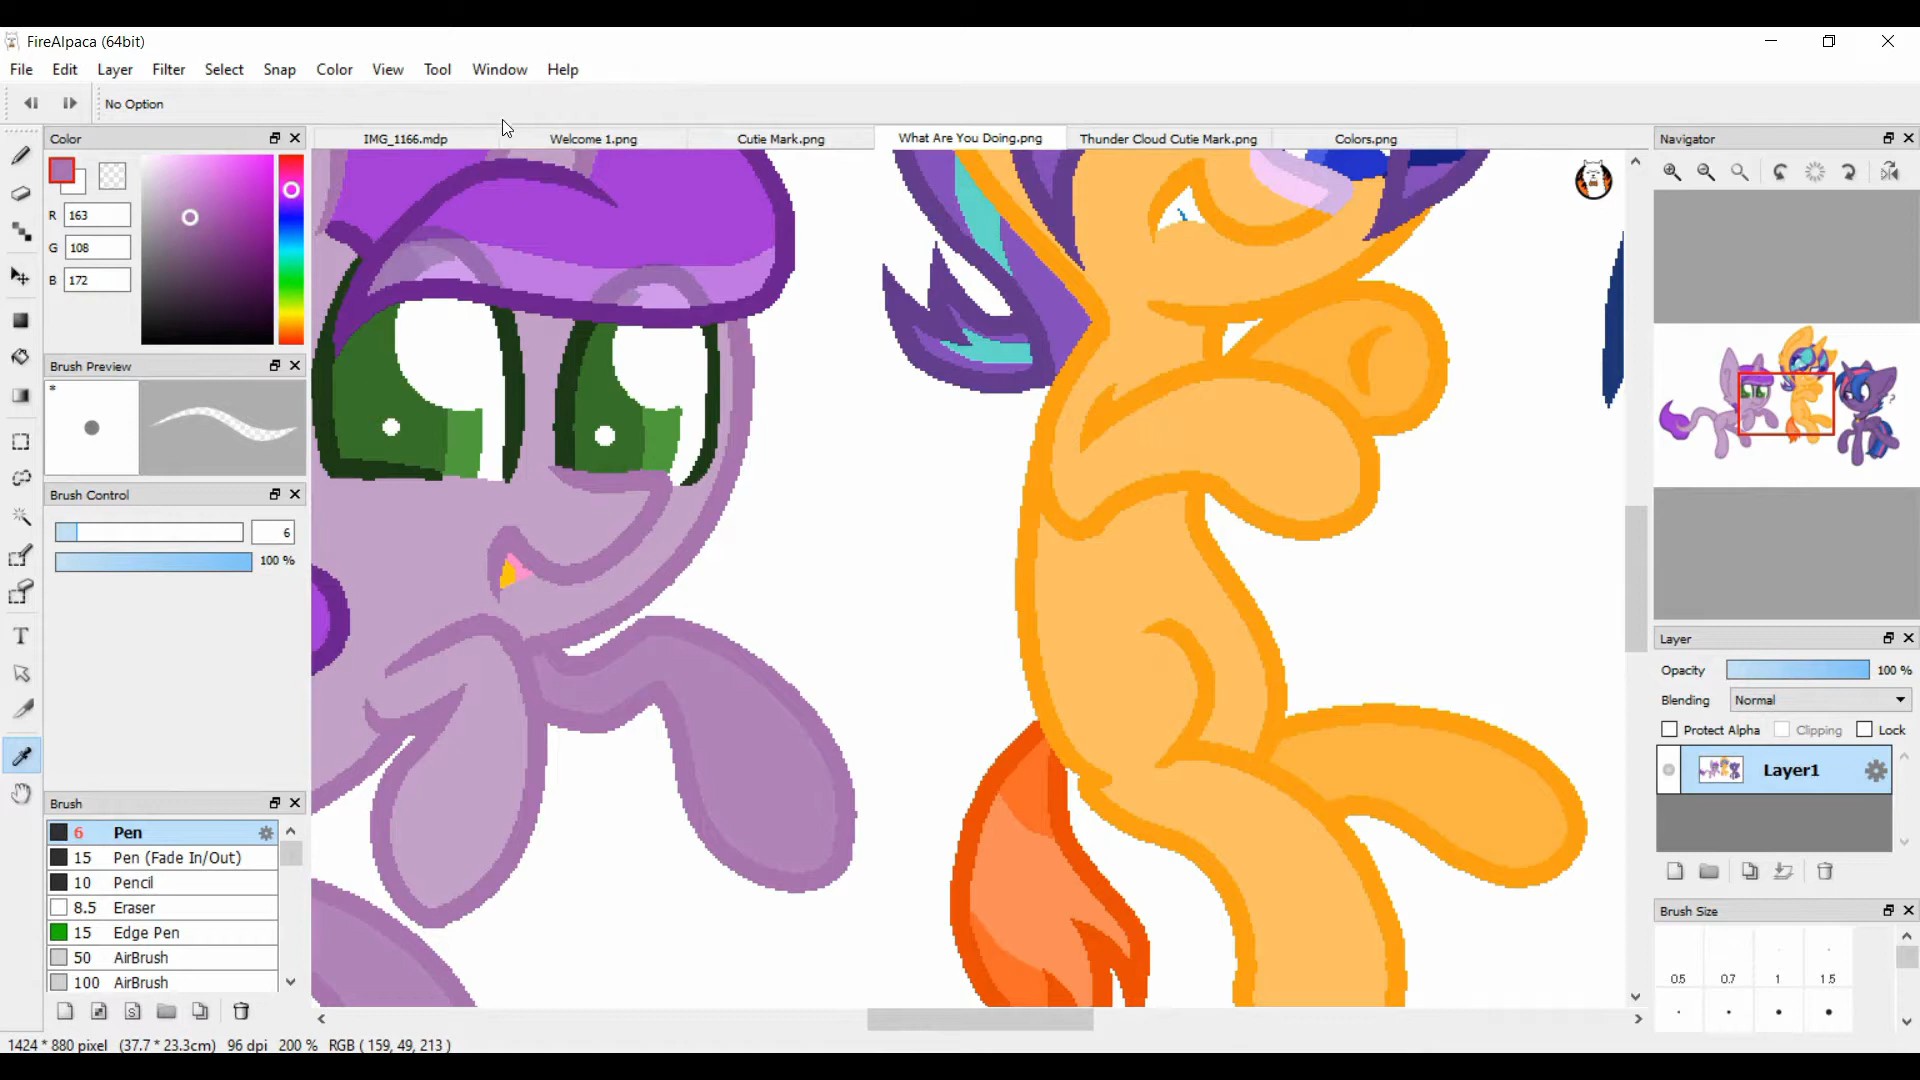 FireAlpaca (64bit)
File Edit Layer Filter Select Snap Color View Tool Window Help
No Option
Color
IMG_1166.mdp Welcome 1.png Cutie Mark.png What Are You Doing.png Thunder Cloud Cutie Mark.png Colors.png
Navigator
R 163
G 108
B 172
Brush Preview
*
Brush Control
6
100 %
Layer
Opacity 100 %
Blending Normal
Protect Alpha Clipping Lock
Layer1
Brush
6 Pen
15 Pen (Fade In/Out)
10 Pencil
8.5 Eraser
15 Edge Pen
50 AirBrush
100 AirBrush
Brush Size
0.5 0.7 1 1.5
T
?
1424 * 880 pixel (37.7 * 23.3cm) 96 dpi 200 % RGB ( 159, 49, 213 )